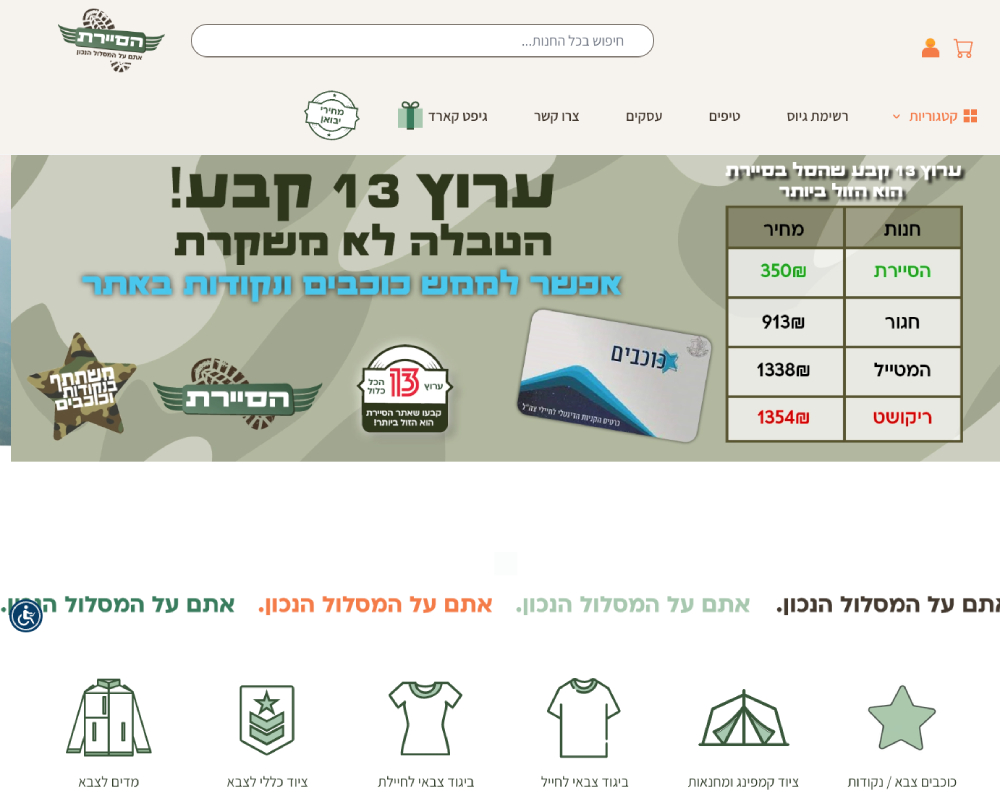 הסיירת
אתם על המסלול הנכון
חיפוש בכל החנות...
קטגוריות
רשימת גיוס
טיפים
עסקים
צרו קשר
גיפט קארד
מחירי
יבואן
ערוץ 13 קבע שהסל בסיירת
הוא הזול ביותר
חנות מחיר
הסיירת 350₪
חגור 913₪
המטייל 1338₪
ריקושט 1354₪
ערוץ 13 קבע!
הטבלה לא משקרת
אפשר לממש כוכבים ונקודות באתר
כוכבים
כרטיס הקניות הדיגיטלי לחיילי צה"ל
ערוץ 13 הכל
כלול
קבעו שאתר הסיירת
הוא הזול ביותר!
הסיירת
משתתף
בנקודות
וכוכבים
אתם על המסלול הנכון. אתם על המסלול הנכון. אתם על המסלול הנכון. אתם על המסלול הנכון.
כוכבים צבא / נקודות
ציוד קמפינג ומחנאות
ביגוד צבאי לחייל
ביגוד צבאי לחיילת
ציוד כללי לצבא
מדים לצבא